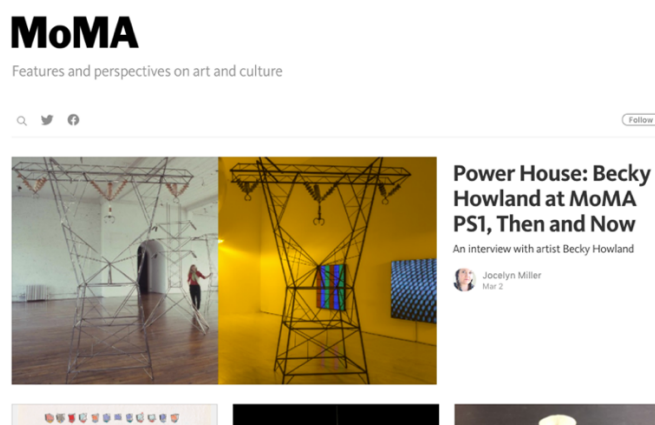 MoMA
Features and perspectives on art and culture
Follow
Power House: Becky
Howland at MoMA
PS1, Then and Now
An interview with artist Becky Howland
Jocelyn Miller
Mar 2